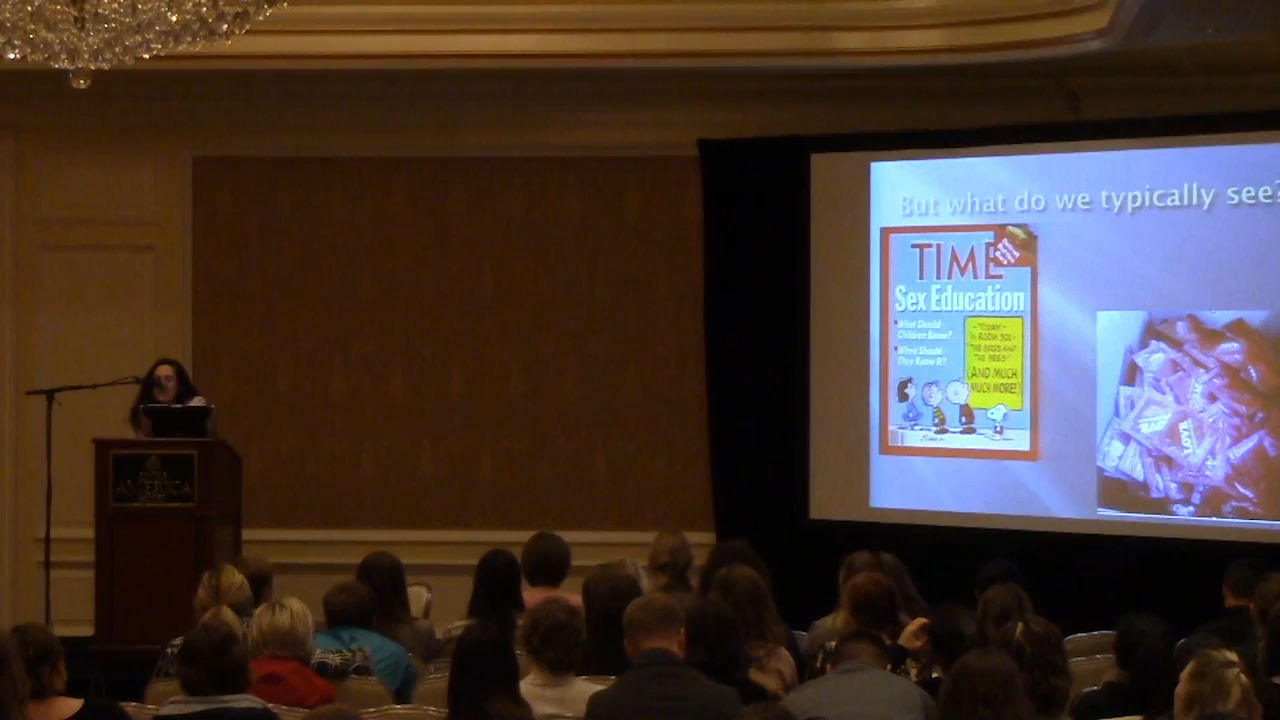 But what do we typically see?
TIME
Sex Education
What Should
Children Know?
When Should
They Know It?
"TODAY"
IN ROOM 302
"THE BIRDS AND
THE BEES"
(AND MUCH
MUCH MORE!)
LOVE
AMERICA